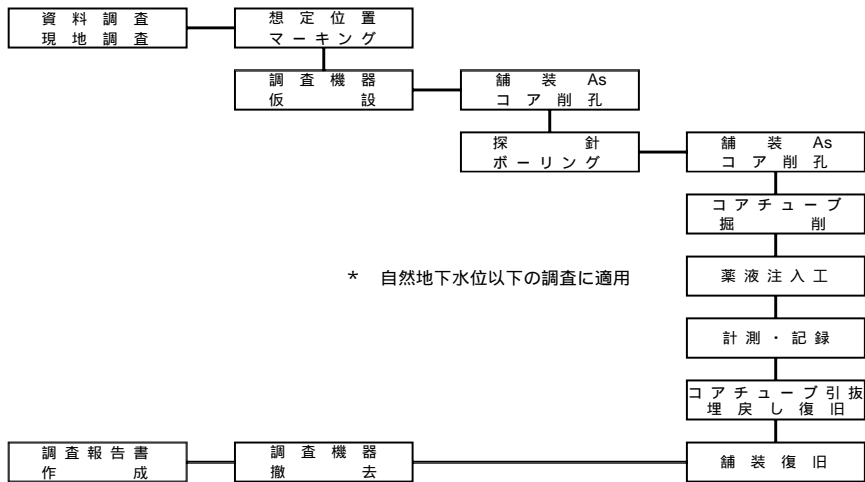 資料調査
現地調査
想定位置
マーキング
調査機器
仮設
舗装As
コア削孔
探針
ボーリング
舗装As
コア削孔
コアチューブ
掘削
* 自然地下水位以下の調査に適用
薬液注入工
計測・記録
コアチューブ引抜
埋戻し復旧
舗装復旧
調査機器
撤去
調査報告書
作成